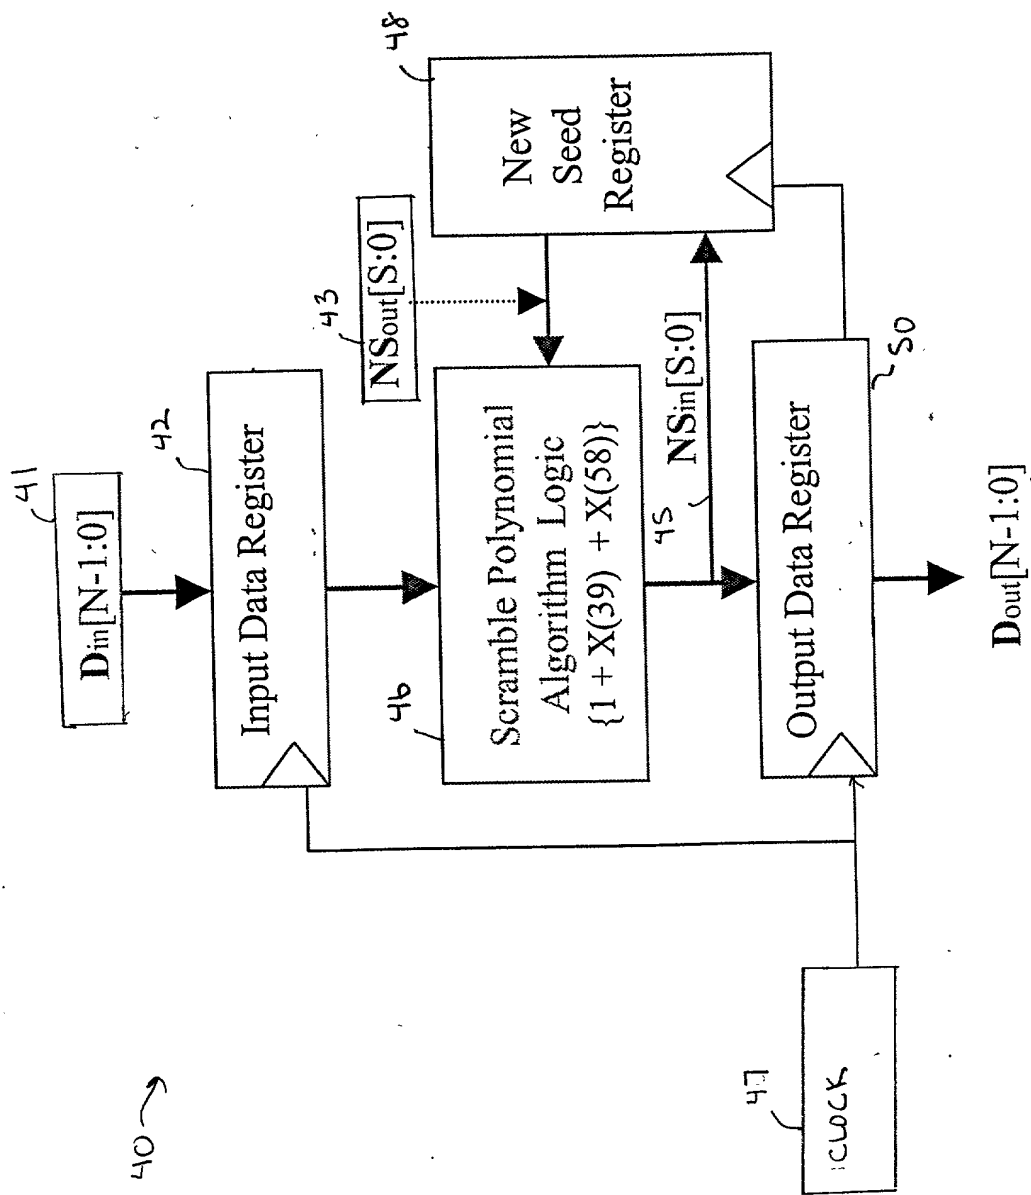 40
41
Din[N-1:0]
42
Input Data Register
43
NSout[S:0]
48
New
Seed
Register
46
Scramble Polynomial
Algorithm Logic
{1 + X(39) + X(58)}
45
NSin[S:0]
47
CLOCK
Output Data Register
50
Dout[N-1:0]